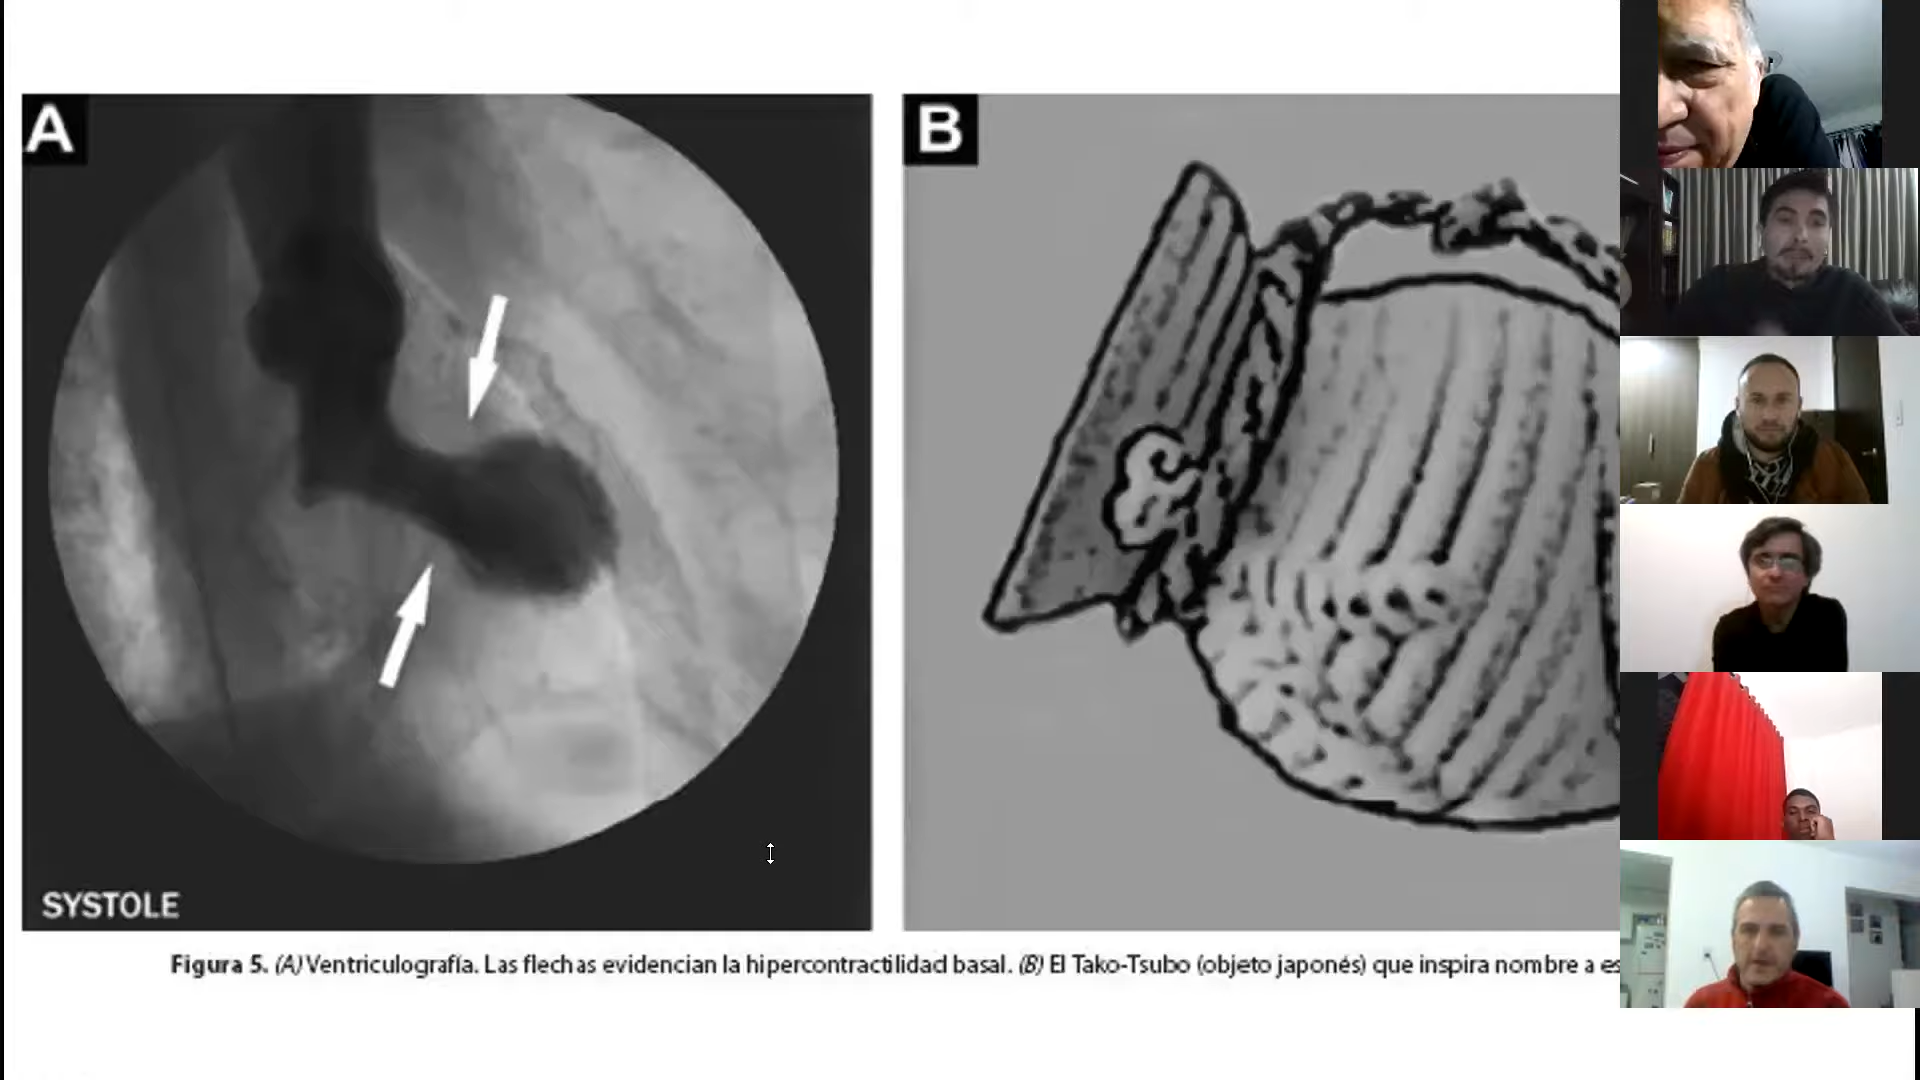 A
B
SYSTOLE
Figura 5. (A) Ventriculografía. Las flechas evidencian la hipercontractilidad basal. (B) El Tako-Tsubo (objeto japonés) que inspira nombre a es